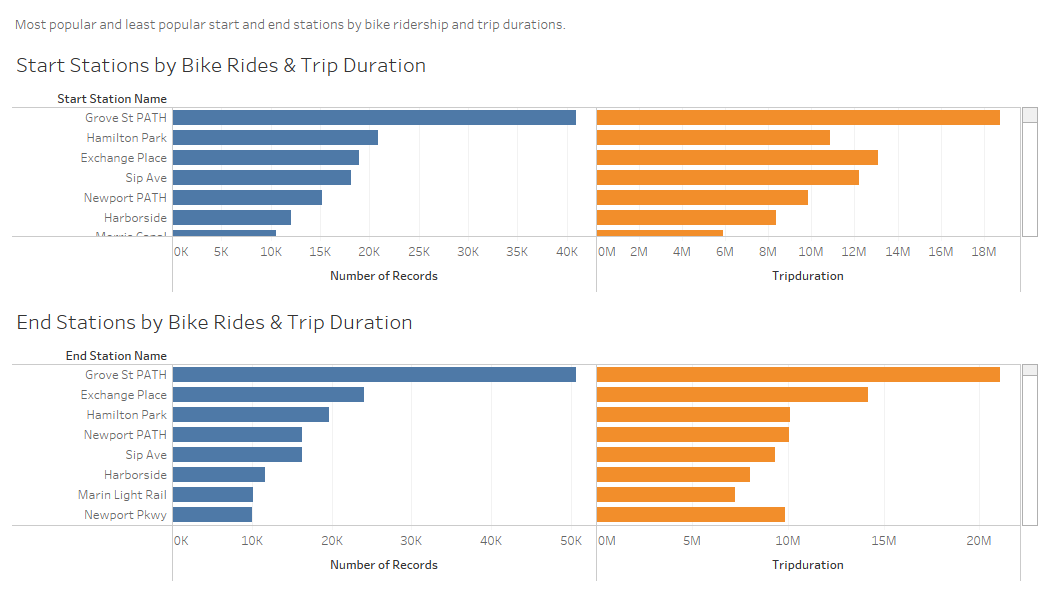 Most popular and least popular start and end stations by bike ridership and trip durations.
Start Stations by Bike Rides & Trip Duration
Start Station Name
Grove St PATH
Hamilton Park
Exchange Place
Sip Ave
Newport PATH
Harborside
Morris Canal
0K 5K 10K 15K 20K 25K 30K 35K 40K 0M 2M 4M 6M 8M 10M 12M 14M 16M 18M
Number of Records Tripduration
End Stations by Bike Rides & Trip Duration
End Station Name
Grove St PATH
Exchange Place
Hamilton Park
Newport PATH
Sip Ave
Harborside
Marin Light Rail
Newport Pkwy
0K 10K 20K 30K 40K 50K 0M 5M 10M 15M 20M
Number of Records Tripduration